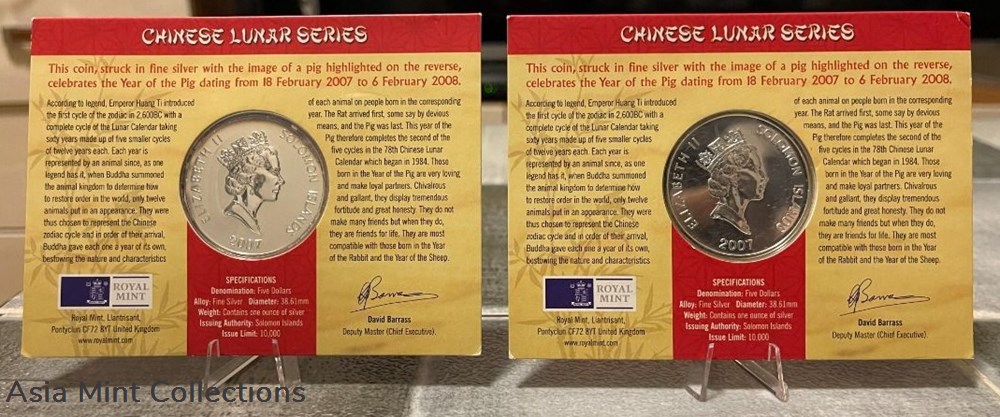 CHINESE LUNAR SERIES
This coin, struck in fine silver with the image of a pig highlighted on the reverse,
celebrates the Year of the Pig dating from 18 February 2007 to 6 February 2008.
According to legend, Emperor Huang Ti introduced
the first cycle of the zodiac in 2,600BC with a
complete cycle of the Lunar Calendar taking
sixty years made up of five smaller cycles
of twelve years each. Each year is
represented by an animal since, as one
legend has it, when Buddha summoned
the animal kingdom to determine how
to restore order in the world, only twelve
animals put in an appearance. They were
thus chosen to represent the Chinese
zodiac cycle and in order of their arrival,
Buddha gave each one a year of its own,
bestowing the nature and characteristics
ELIZABETH II SOLOMON ISLANDS
2007
of each animal on people born in the corresponding
year. The Rat arrived first, some say by devious
means, and the Pig was last. This year of the
Pig therefore completes the second of the
five cycles in the 78th Chinese Lunar
Calendar which began in 1984. Those
born in the Year of the Pig are very loving
and make loyal partners. Chivalrous
and gallant, they display tremendous
fortitude and great honesty. They do not
make many friends but when they do,
they are friends for life. They are most
compatible with those born in the Year
of the Rabbit and the Year of the Sheep.
ROYAL
MINT
Royal Mint, Llantrisant,
Pontyclun CF72 8YT United Kingdom
www.royalmint.com
SPECIFICATIONS
Denomination: Five Dollars
Alloy: Fine Silver Diameter: 38.61mm
Weight: Contains one ounce of silver
Issuing Authority: Solomon Islands
Issue Limit: 10,000
David Barrass
Deputy Master (Chief Executive).
CHINESE LUNAR SERIES
This coin, struck in fine silver with the image of a pig highlighted on the reverse,
celebrates the Year of the Pig dating from 18 February 2007 to 6 February 2008.
According to legend, Emperor Huang Ti introduced
the first cycle of the zodiac in 2,600BC with a
complete cycle of the Lunar Calendar taking
sixty years made up of five smaller cycles
of twelve years each. Each year is
represented by an animal since, as one
legend has it, when Buddha summoned
the animal kingdom to determine how
to restore order in the world, only twelve
animals put in an appearance. They were
thus chosen to represent the Chinese
zodiac cycle and in order of their arrival,
Buddha gave each one a year of its own,
bestowing the nature and characteristics
ELIZABETH II SOLOMON ISLANDS
2007
of each animal on people born in the corresponding
year. The Rat arrived first, some say by devious
means, and the Pig was last. This year of the
Pig therefore completes the second of the
five cycles in the 78th Chinese Lunar
Calendar which began in 1984. Those
born in the Year of the Pig are very loving
and make loyal partners. Chivalrous
and gallant, they display tremendous
fortitude and great honesty. They do not
make many friends but when they do,
they are friends for life. They are most
compatible with those born in the Year
of the Rabbit and the Year of the Sheep.
ROYAL
MINT
Royal Mint, Llantrisant,
Pontyclun CF72 8YT United Kingdom
www.royalmint.com
SPECIFICATIONS
Denomination: Five Dollars
Alloy: Fine Silver Diameter: 38.61mm
Weight: Contains one ounce of silver
Issuing Authority: Solomon Islands
Issue Limit: 10,000
David Barrass
Deputy Master (Chief Executive).
Asia Mint Collections